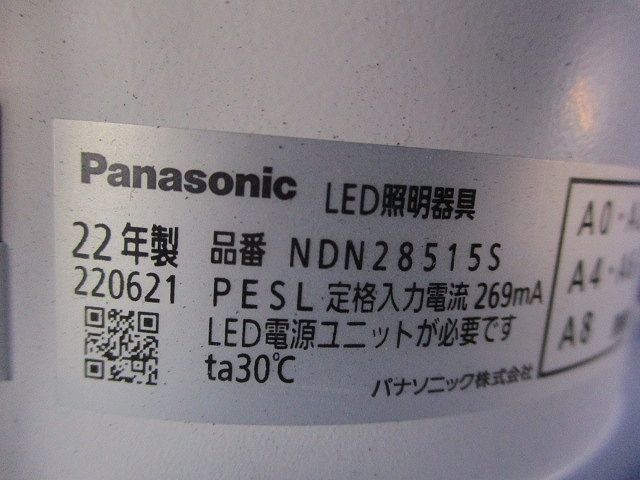 Panasonic LED照明器具
22年製 品番 NDN28515S
220621 PESL 定格入力電流 269mA
LED電源ユニットが必要です
ta30℃
パナソニック株式会社
A0-
A4-
A8